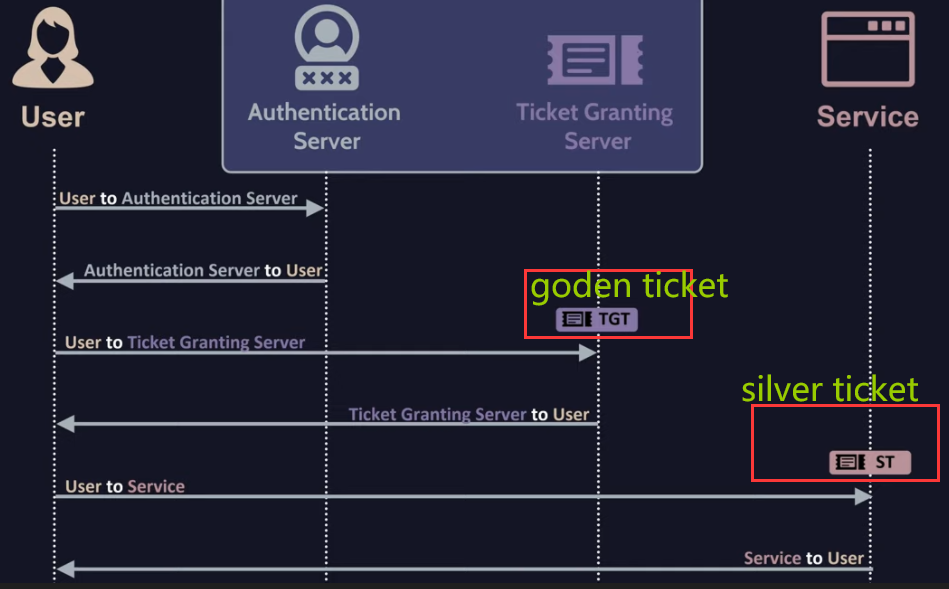 User
Authentication
Server
Ticket Granting
Server
Service
User to Authentication Server
Authentication Server to User
goden ticket
TGT
User to Ticket Granting Server
silver ticket
Ticket Granting Server to User
ST
User to Service
Service to User